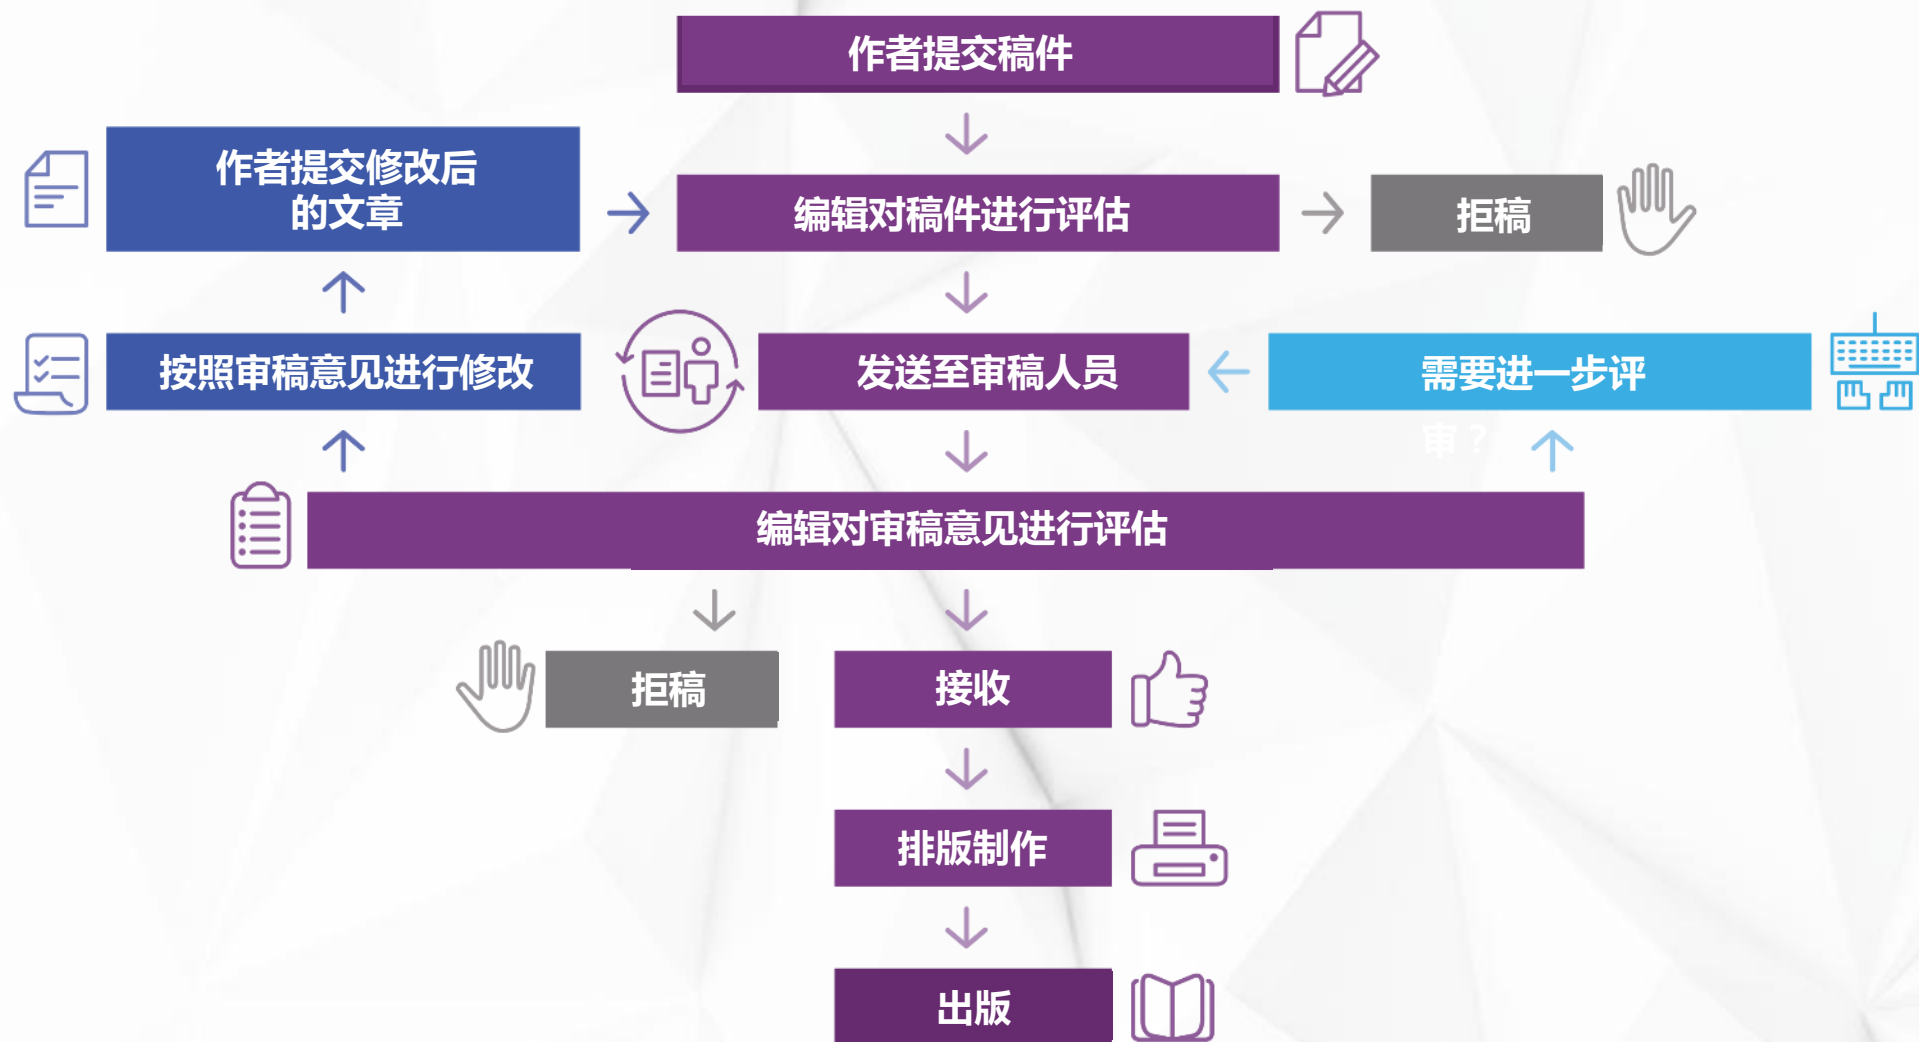 作者提交稿件
作者提交修改后
的文章
编辑对稿件进行评估
拒稿
按照审稿意见进行修改
发送至审稿人员
需要进一步评
审？
编辑对审稿意见进行评估
拒稿
接收
排版制作
出版